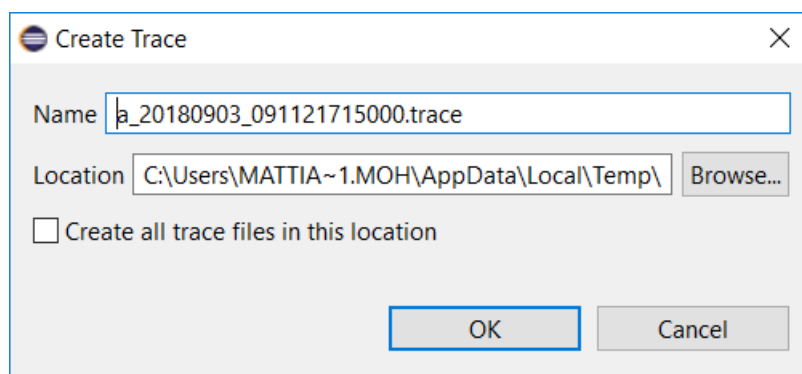 Create Trace
Name a_20180903_091121715000.trace
Location C:\Users\MATTIA~1.MOH\AppData\Local\Temp\ Browse...
Create all trace files in this location
OK Cancel